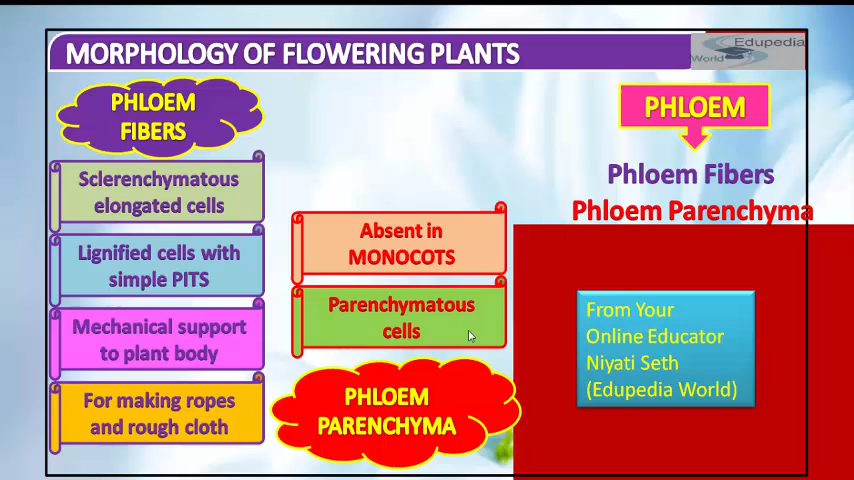 MORPHOLOGY OF FLOWERING PLANTS
Edupedia
World
PHLOEM
FIBERS
Sclerenchymatous
elongated cells
Lignified cells with
simple PITS
Mechanical support
to plant body
For making ropes
and rough cloth
Absent in
MONOCOTS
Parenchymatous
cells
PHLOEM
PARENCHYMA
PHLOEM
Phloem Fibers
Phloem Parenchyma
From Your
Online Educator
Niyati Seth
(Edupedia World)